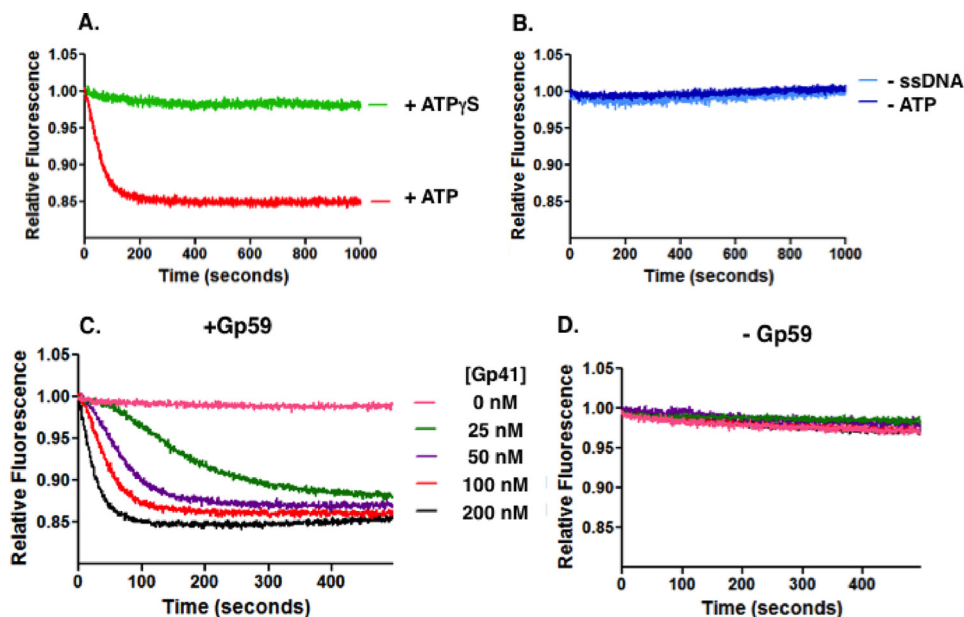 A.
Relative Fluorescence
1.05
1.00
0.95
0.90
0.85
0 200 400 600 800 1000
Time (seconds)
+ ATPγS
+ ATP
B.
Relative Fluorescence
1.05
1.00
0.95
0.90
0.85
0 200 400 600 800 1000
Time (seconds)
- ssDNA
- ATP
C.
+Gp59
Relative Fluorescence
1.05
1.00
0.95
0.90
0.85
0 100 200 300 400
Time (seconds)
[Gp41]
0 nM
25 nM
50 nM
100 nM
200 nM
D.
- Gp59
Relative Fluorescence
1.05
1.00
0.95
0.90
0.85
0 100 200 300 400
Time (seconds)